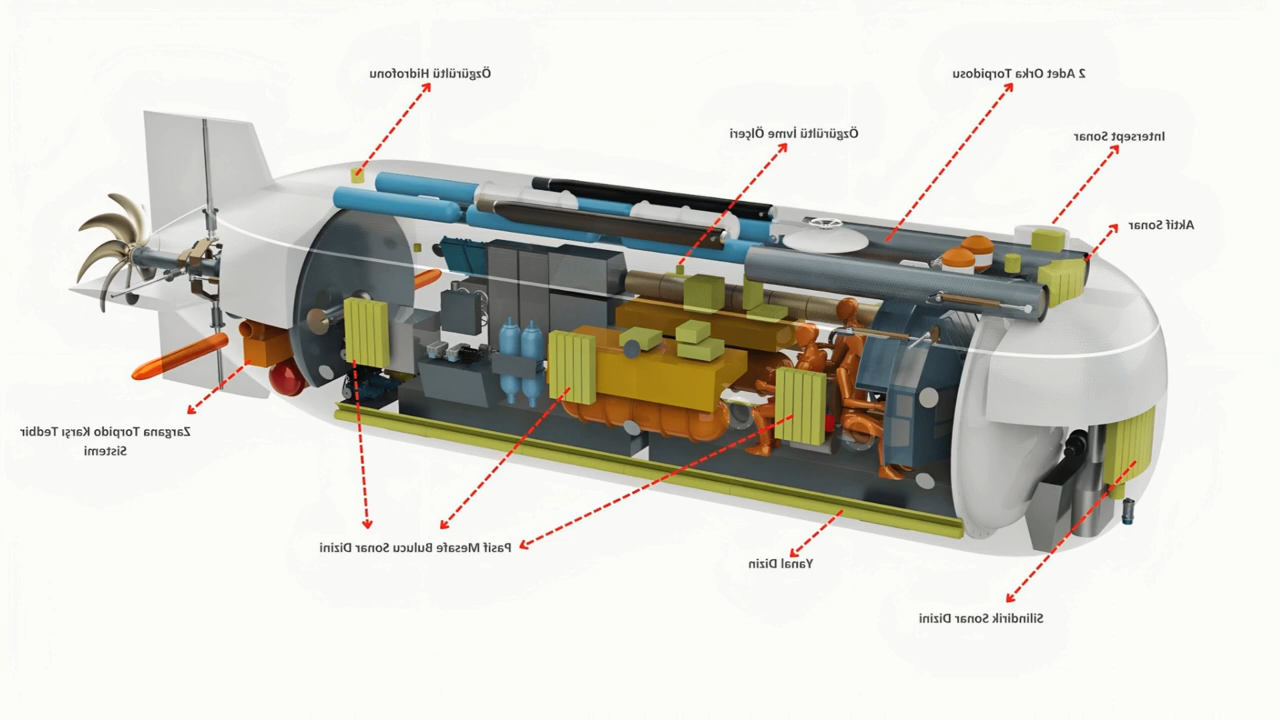 Özgürültü Hidrofonu
2 Adet Orka Torpidosu
Özgürültü İvme Ölçeri
Intersept Sonar
Aktif Sonar
Zargana Torpido Karşı Tedbir
Sistemi
Pasif Mesafe Bulucu Sonar Dizini
Yanal Dizin
Silindirik Sonar Dizini